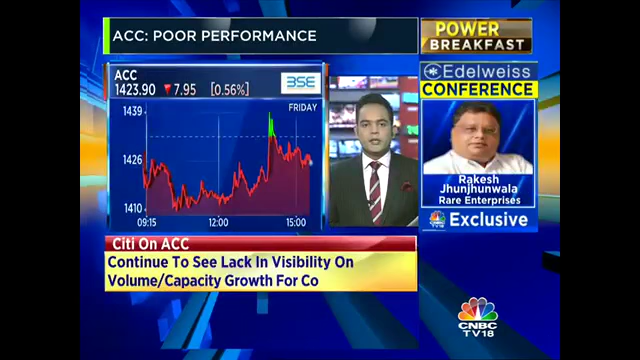 ACC: POOR PERFORMANCE
POWER
BREAKFAST
ACC
1423.90 ▼ 7.95 [0.56%]
BSE
FRIDAY
1439
1426
1410
09:15 12:00 15:00
Edelweiss
CONFERENCE
Rakesh
Jhunjhunwala
Rare Enterprises
CNBC
TV18
Exclusive
Citi On ACC
Continue To See Lack In Visibility On
Volume/Capacity Growth For Co
CNBC
TV18